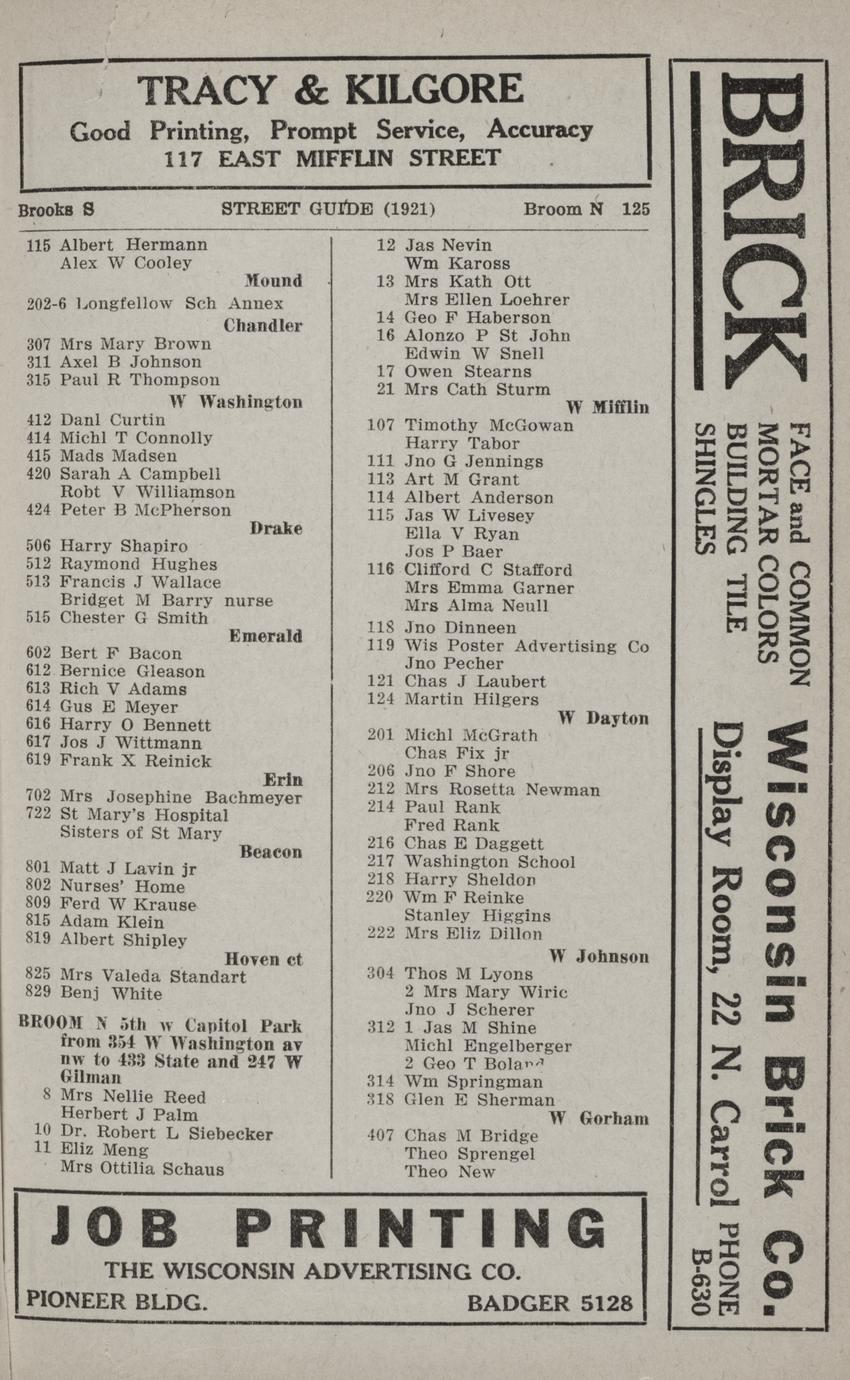 TRACY & KILGORE
Good Printing, Prompt Service, Accuracy
117 EAST MIFFLIN STREET
Brooks S STREET GUIDE (1921) Broom N 125
115 Albert Hermann
Alex W Cooley
Mound
202-6 Longfellow Sch Annex
Chandler
307 Mrs Mary Brown
311 Axel B Johnson
315 Paul R Thompson
W Washington
412 Danl Curtin
414 Michl T Connolly
415 Mads Madsen
420 Sarah A Campbell
Robt V Williamson
424 Peter B McPherson
Drake
506 Harry Shapiro
512 Raymond Hughes
513 Francis J Wallace
Bridget M Barry nurse
515 Chester G Smith
Emerald
602 Bert F Bacon
612 Bernice Gleason
613 Rich V Adams
614 Gus E Meyer
616 Harry O Bennett
617 Jos J Wittmann
619 Frank X Reinick
Erin
702 Mrs Josephine Bachmeyer
722 St Mary's Hospital
Sisters of St Mary
Beacon
801 Matt J Lavin jr
802 Nurses' Home
809 Ferd W Krause
815 Adam Klein
819 Albert Shipley
Hoven ct
825 Mrs Valeda Standart
829 Benj White
BROOM N 5th w Capitol Park
from 354 W Washington av
nw to 433 State and 247 W
Gilman
8 Mrs Nellie Reed
Herbert J Palm
10 Dr. Robert L Siebecker
11 Eliz Meng
Mrs Ottilia Schaus
12 Jas Nevin
Wm Kaross
13 Mrs Kath Ott
Mrs Ellen Loehrer
14 Geo F Haberson
16 Alonzo P St John
Edwin W Snell
17 Owen Stearns
21 Mrs Cath Sturm
W Mifflin
107 Timothy McGowan
Harry Tabor
111 Jno G Jennings
113 Art M Grant
114 Albert Anderson
115 Jas W Livesey
Ella V Ryan
Jos P Baer
116 Clifford C Stafford
Mrs Emma Garner
Mrs Alma Neull
118 Jno Dinneen
119 Wis Poster Advertising Co
Jno Pecher
121 Chas J Laubert
124 Martin Hilgers
W Dayton
201 Michl McGrath
Chas Fix jr
206 Jno F Shore
212 Mrs Rosetta Newman
214 Paul Rank
Fred Rank
216 Chas E Daggett
217 Washington School
218 Harry Sheldon
220 Wm F Reinke
Stanley Higgins
222 Mrs Eliz Dillon
W Johnson
304 Thos M Lyons
2 Mrs Mary Wiric
Jno J Scherer
312 1 Jas M Shine
Michl Engelberger
2 Geo T Boland
314 Wm Springman
318 Glen E Sherman
W Gorham
407 Chas M Bridge
Theo Sprengel
Theo New
JOB PRINTING
THE WISCONSIN ADVERTISING CO.
PIONEER BLDG. BADGER 5128
BRICK
FACE and COMMON
MORTAR COLORS
BUILDING TILE
SHINGLES
Wisconsin Brick Co.
Display Room, 22 N. Carrol
PHONE
B-630